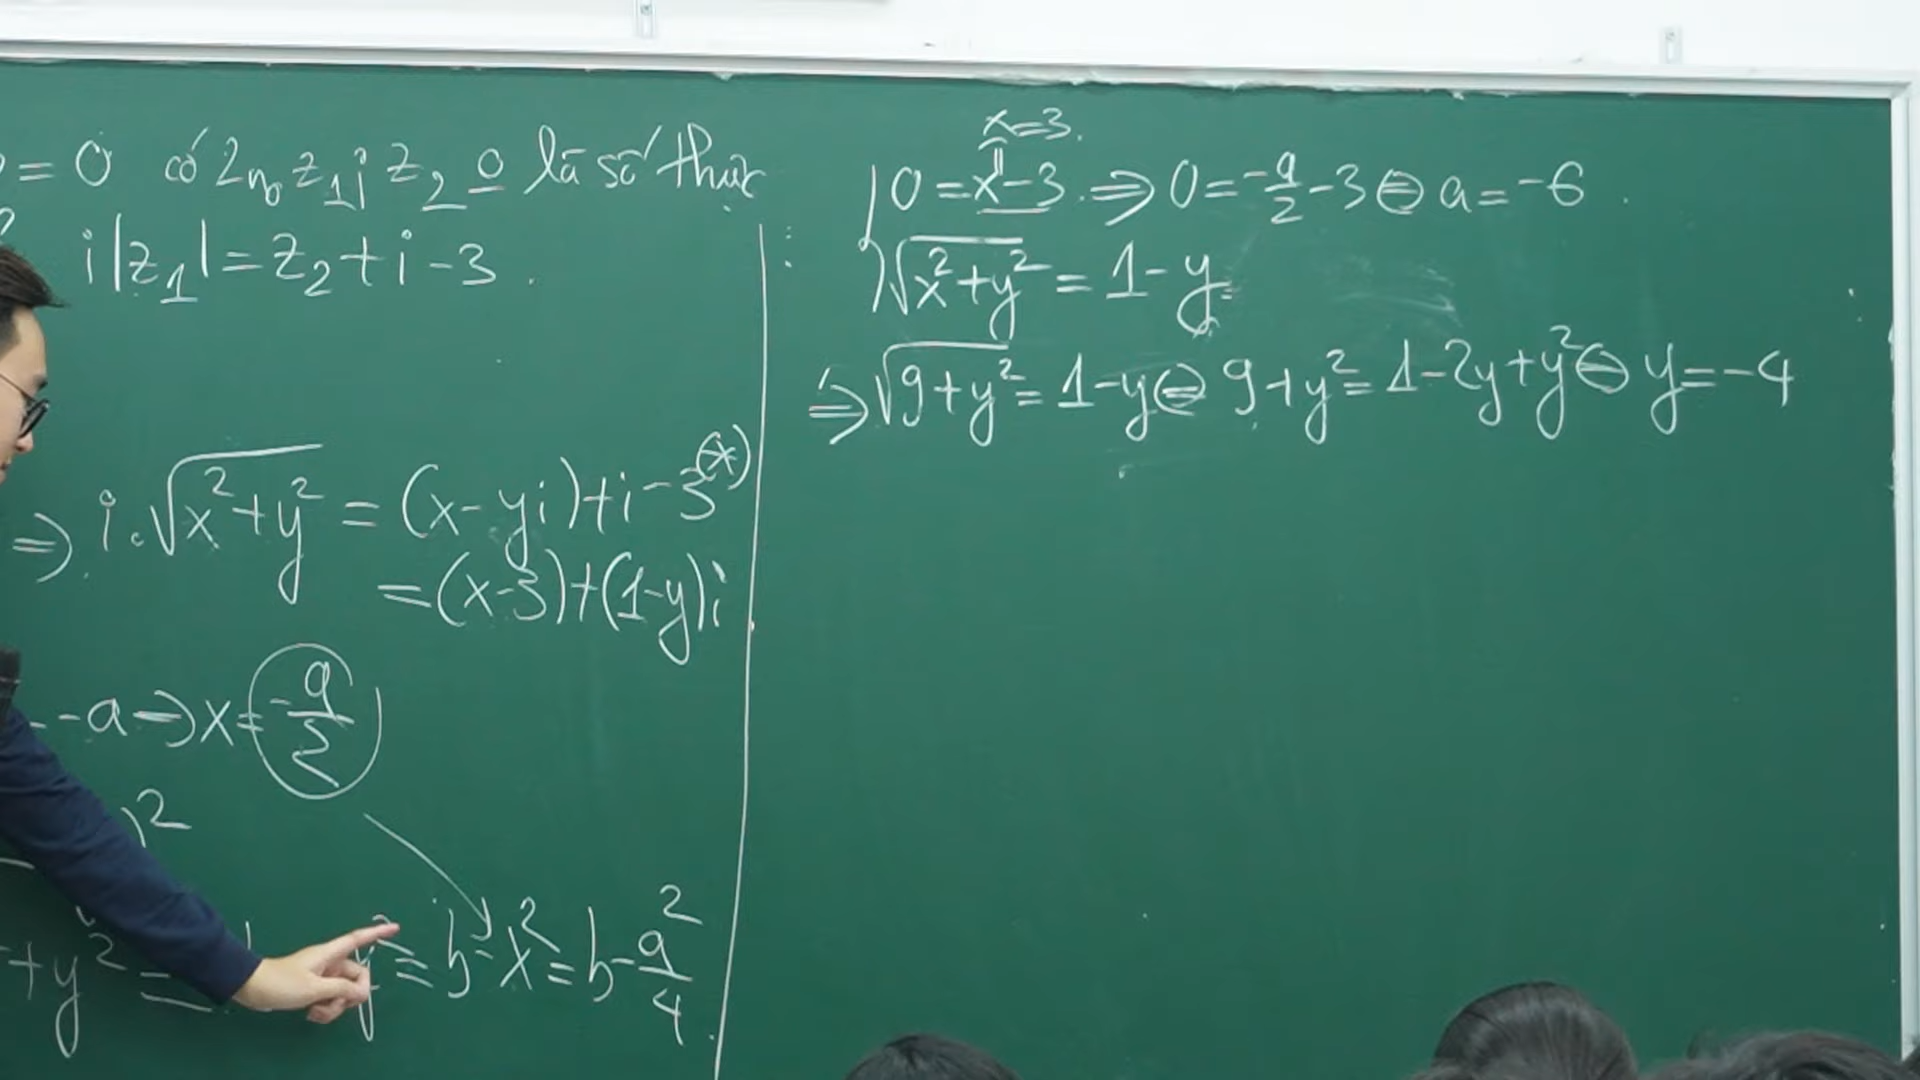 = 0 có 2 no z₁; z₂ 0 là số thực
i|z₁| = z₂ + i - 3.
=> i.√(x²+y²) = (x-yi)+i-3 (*)
= (x-3)+(1-y)i
-a → x = -a/2
)²
+y² =
y² = b-x² = b - a²/4
x=3.
0 = x-3 => 0 = -a/2 - 3 ⇔ a = -6
√(x²+y²) = 1-y
=> √(9+y²) = 1-y ⇔ 9+y² = 1-2y+y² ⇔ y = -4